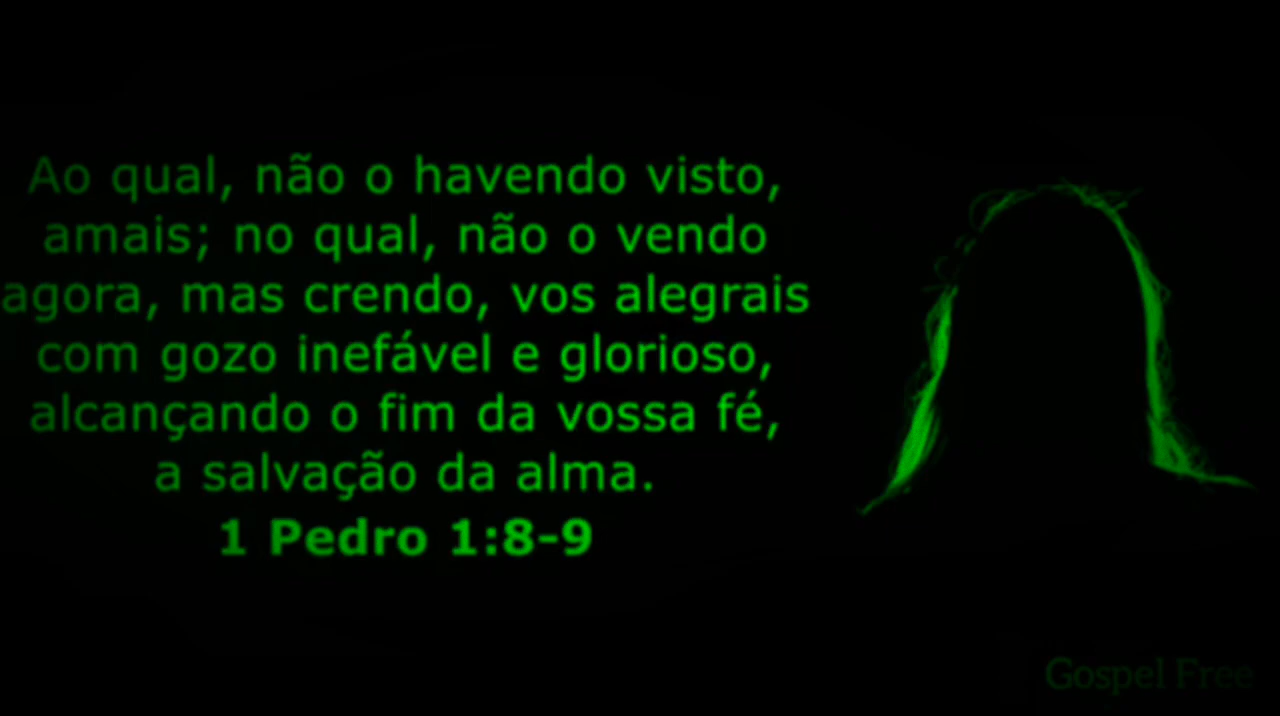 Ao qual, não o havendo visto,
amais; no qual, não o vendo
agora, mas crendo, vos alegrais
com gozo inefável e glorioso,
alcançando o fim da vossa fé,
a salvação da alma.
1 Pedro 1:8-9
Gospel Free